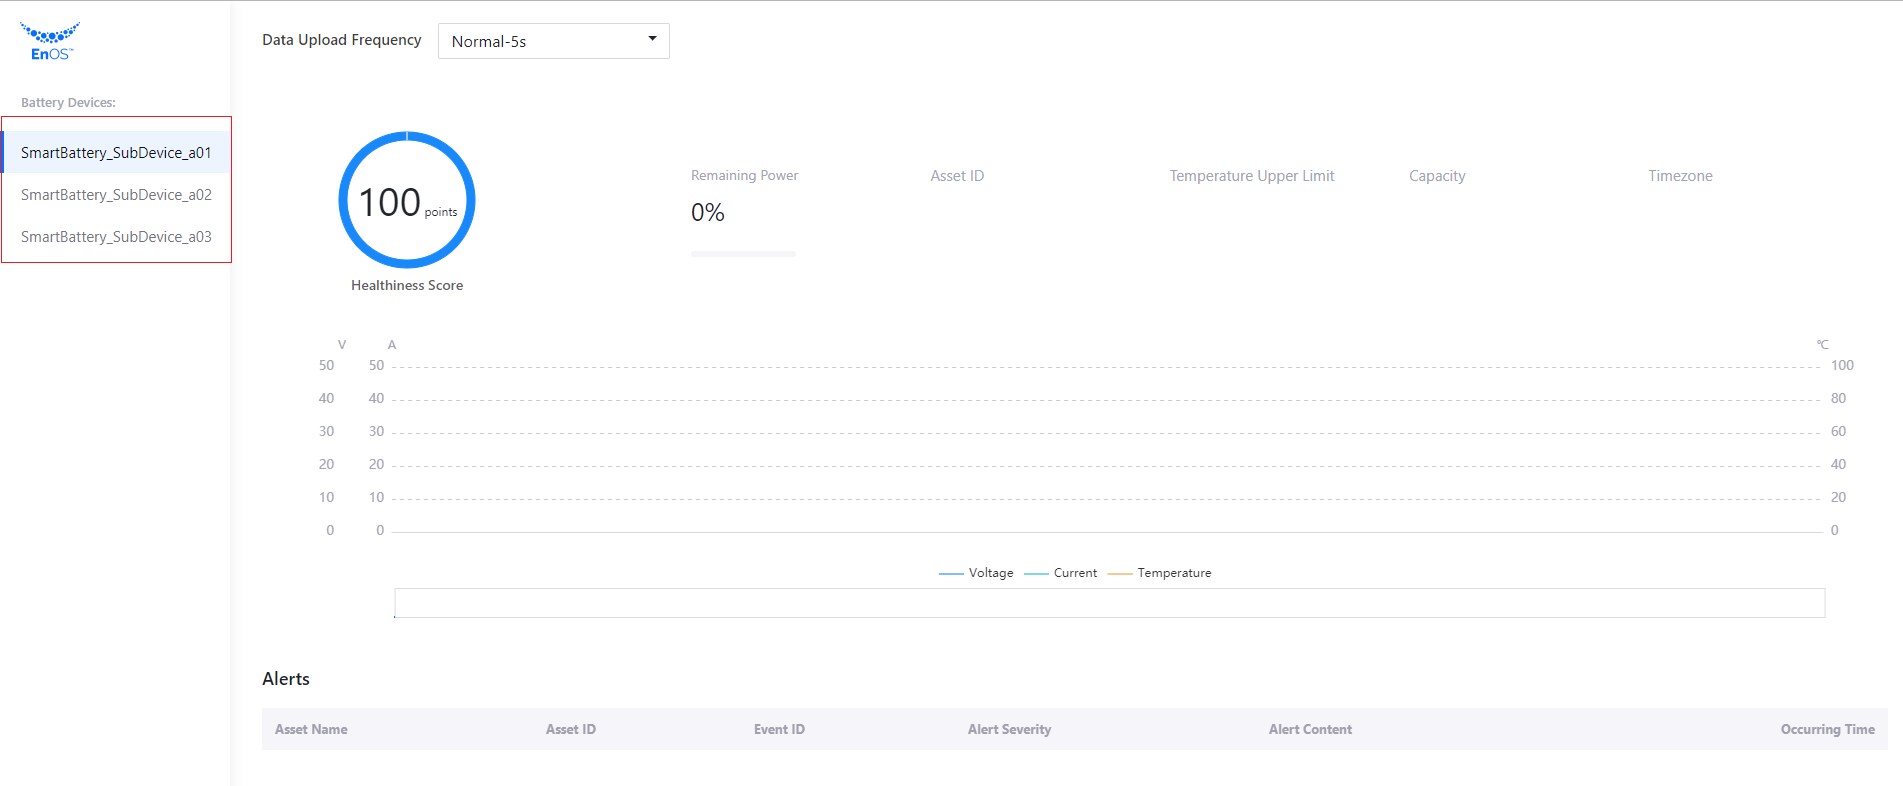 EnOS™
Battery Devices:
SmartBattery_SubDevice_a01
SmartBattery_SubDevice_a02
SmartBattery_SubDevice_a03
Data Upload Frequency Normal-5s
100 points
Healthiness Score
Remaining Power Asset ID Temperature Upper Limit Capacity Timezone
0%
V A ℃
50 50 100
40 40 80
30 30 60
20 20 40
10 10 20
0 0 0
Voltage Current Temperature
Alerts
Asset Name Asset ID Event ID Alert Severity Alert Content Occurring Time